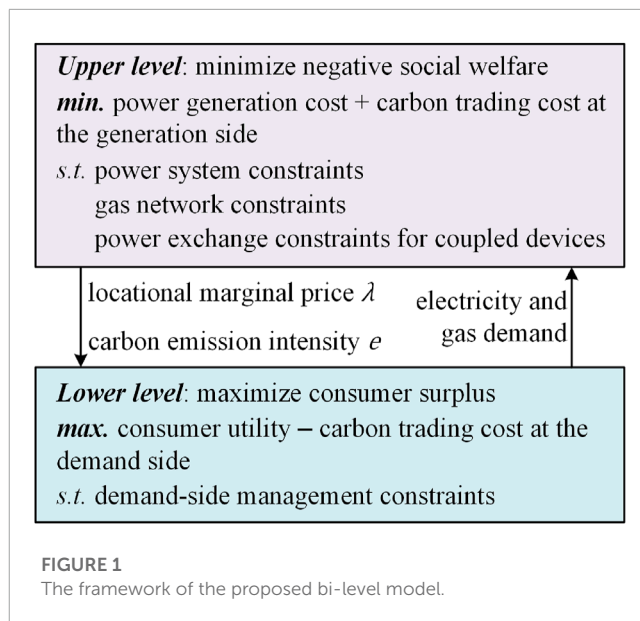 Upper level: minimize negative social welfare
min. power generation cost + carbon trading cost at
the generation side
s.t. power system constraints
gas network constraints
power exchange constraints for coupled devices
locational marginal price λ
carbon emission intensity e
electricity and
gas demand
Lower level: maximize consumer surplus
max. consumer utility − carbon trading cost at the
demand side
s.t. demand-side management constraints
FIGURE 1
The framework of the proposed bi-level model.